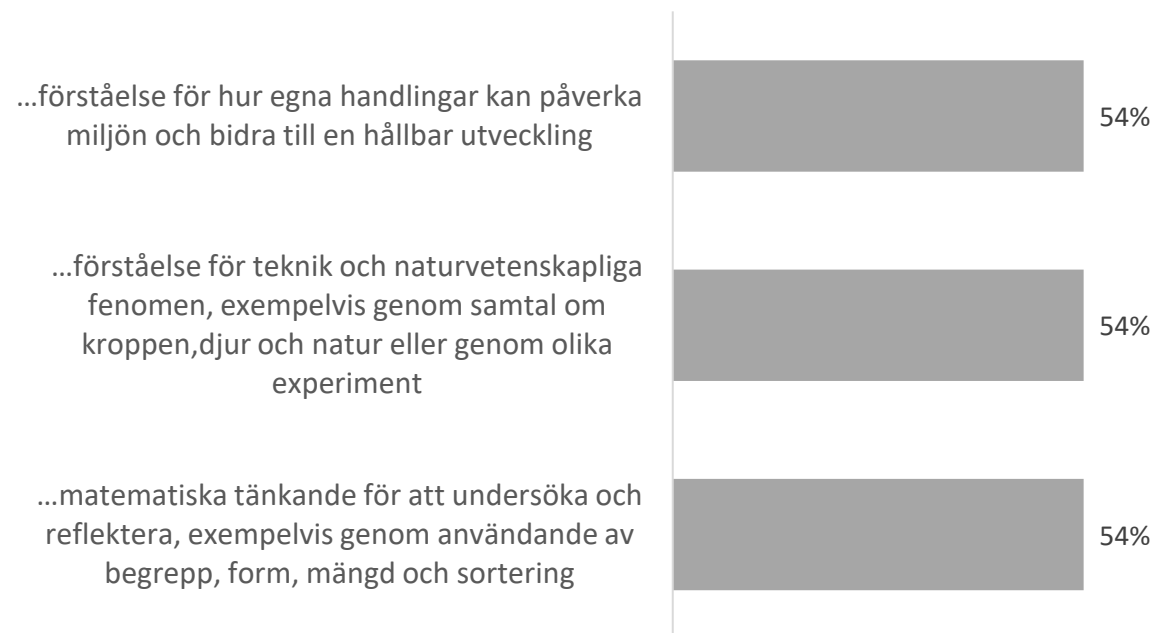 ...förståelse för hur egna handlingar kan påverka
miljön och bidra till en hållbar utveckling
54%
...förståelse för teknik och naturvetenskapliga
fenomen, exempelvis genom samtal om
kroppen,djur och natur eller genom olika
experiment
54%
...matematiska tänkande för att undersöka och
reflektera, exempelvis genom användande av
begrepp, form, mängd och sortering
54%